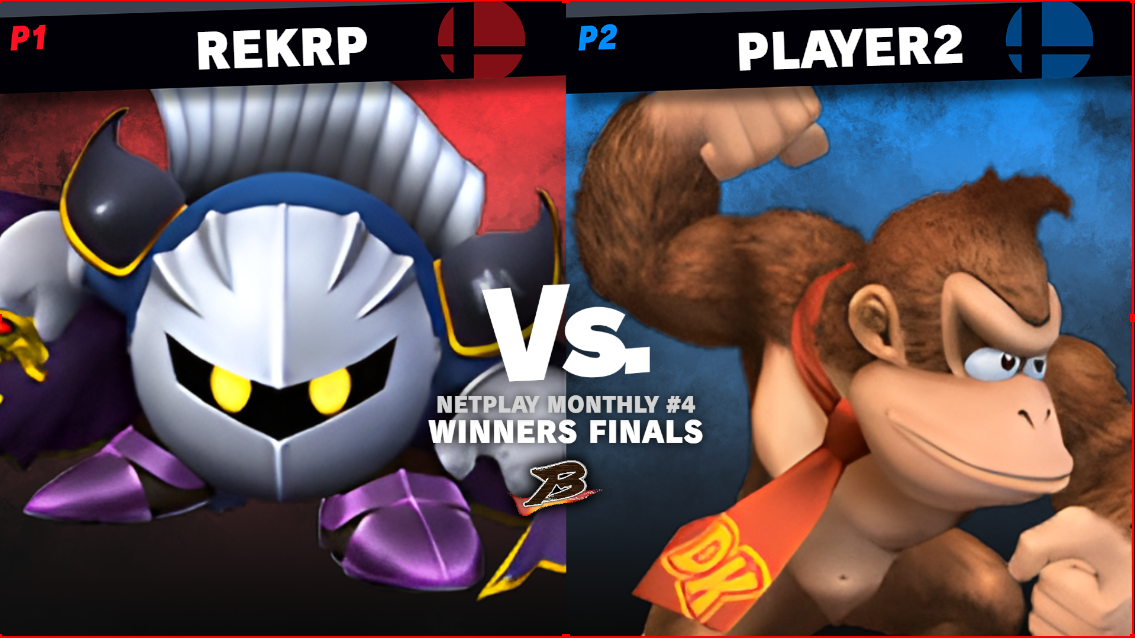 P1
REKRP
P2
PLAYER2
Vs.
NETPLAY MONTHLY #4
WINNERS FINALS
B
DK